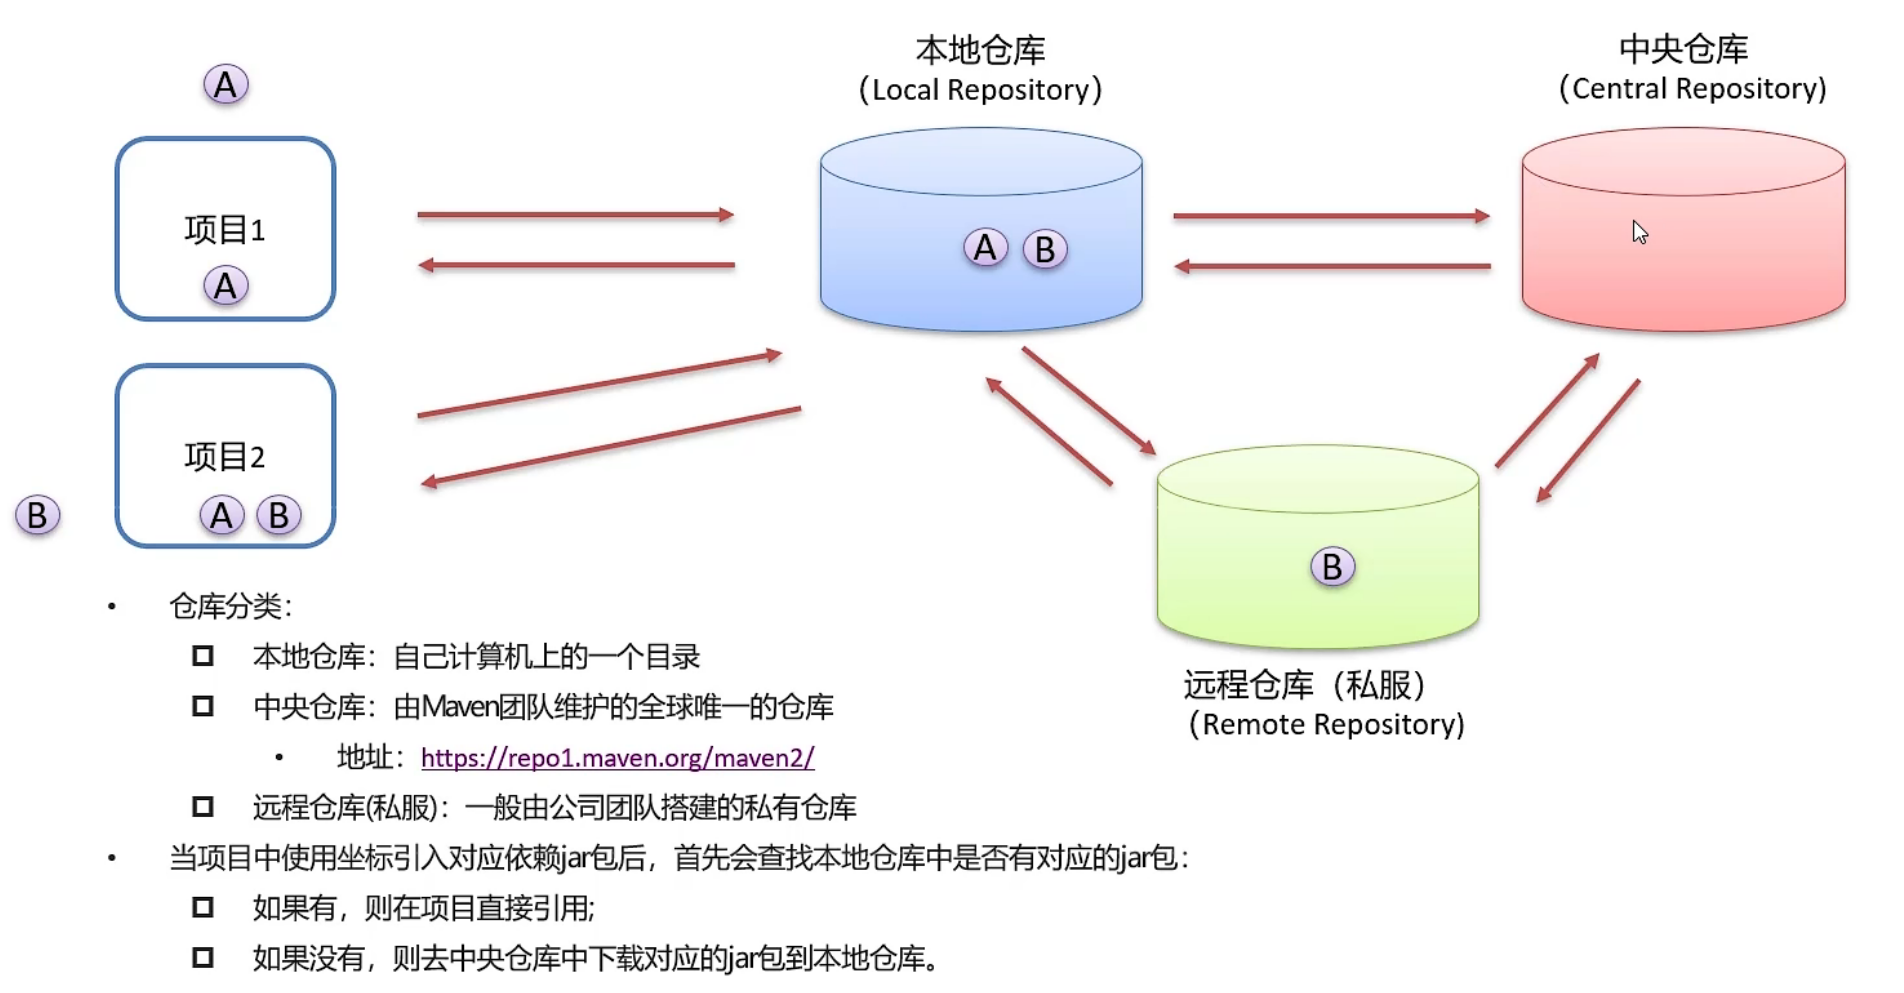 本地仓库
（Local Repository）
中央仓库
（Central Repository）
A
项目1
A
A B
项目2
A B
B
B
远程仓库（私服）
（Remote Repository）
• 仓库分类：
本地仓库：自己计算机上的一个目录
中央仓库：由Maven团队维护的全球唯一的仓库
• 地址：https://repo1.maven.org/maven2/
远程仓库(私服)：一般由公司团队搭建的私有仓库
• 当项目中使用坐标引入对应依赖jar包后，首先会查找本地仓库中是否有对应的jar包：
如果有，则在项目直接引用;
如果没有，则去中央仓库中下载对应的jar包到本地仓库。